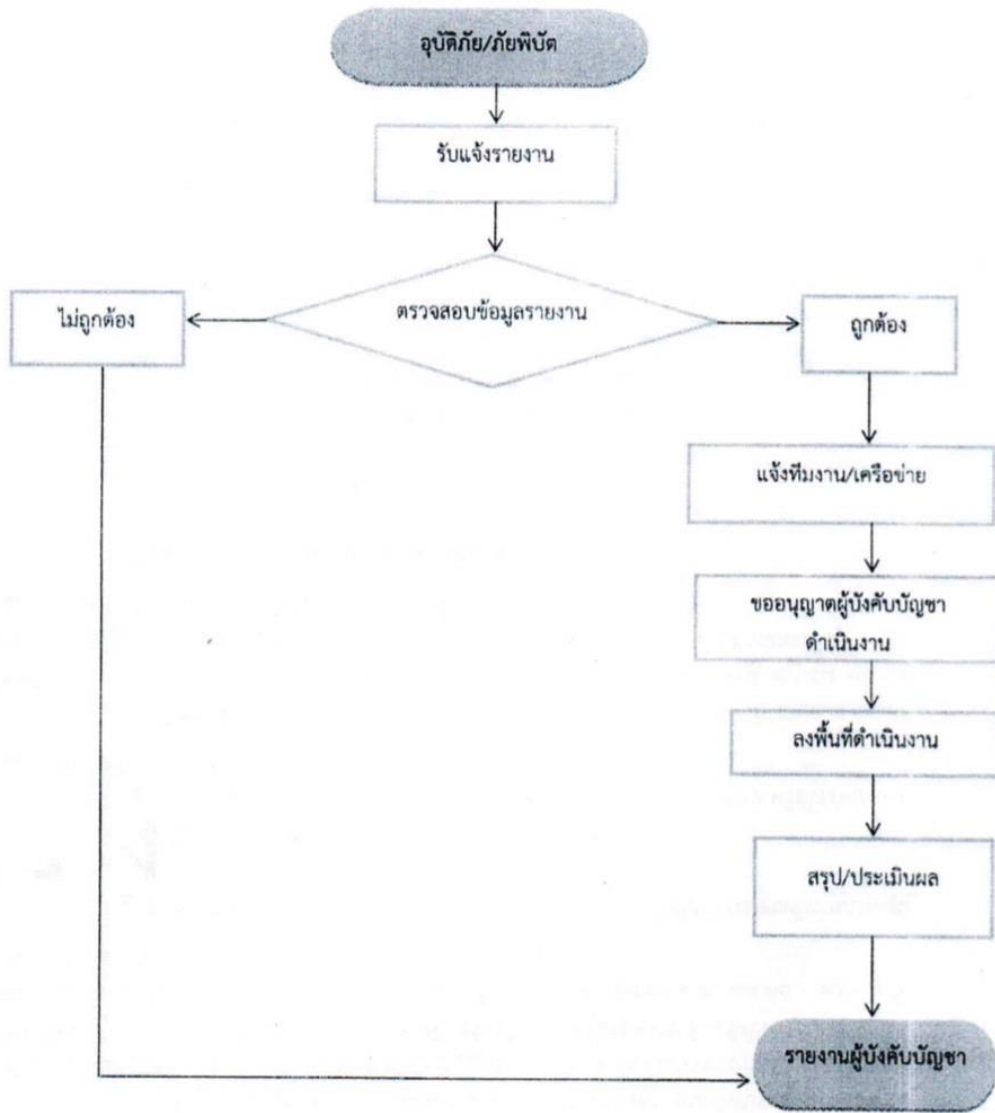 อุบัติภัย/ภัยพิบัต
รับแจ้งรายงาน
ตรวจสอบข้อมูลรายงาน
ไม่ถูกต้อง
ถูกต้อง
แจ้งทีมงาน/เครือข่าย
ขออนุญาตผู้บังคับบัญชา
ดำเนินงาน
ลงพื้นที่ดำเนินงาน
สรุป/ประเมินผล
รายงานผู้บังคับบัญชา